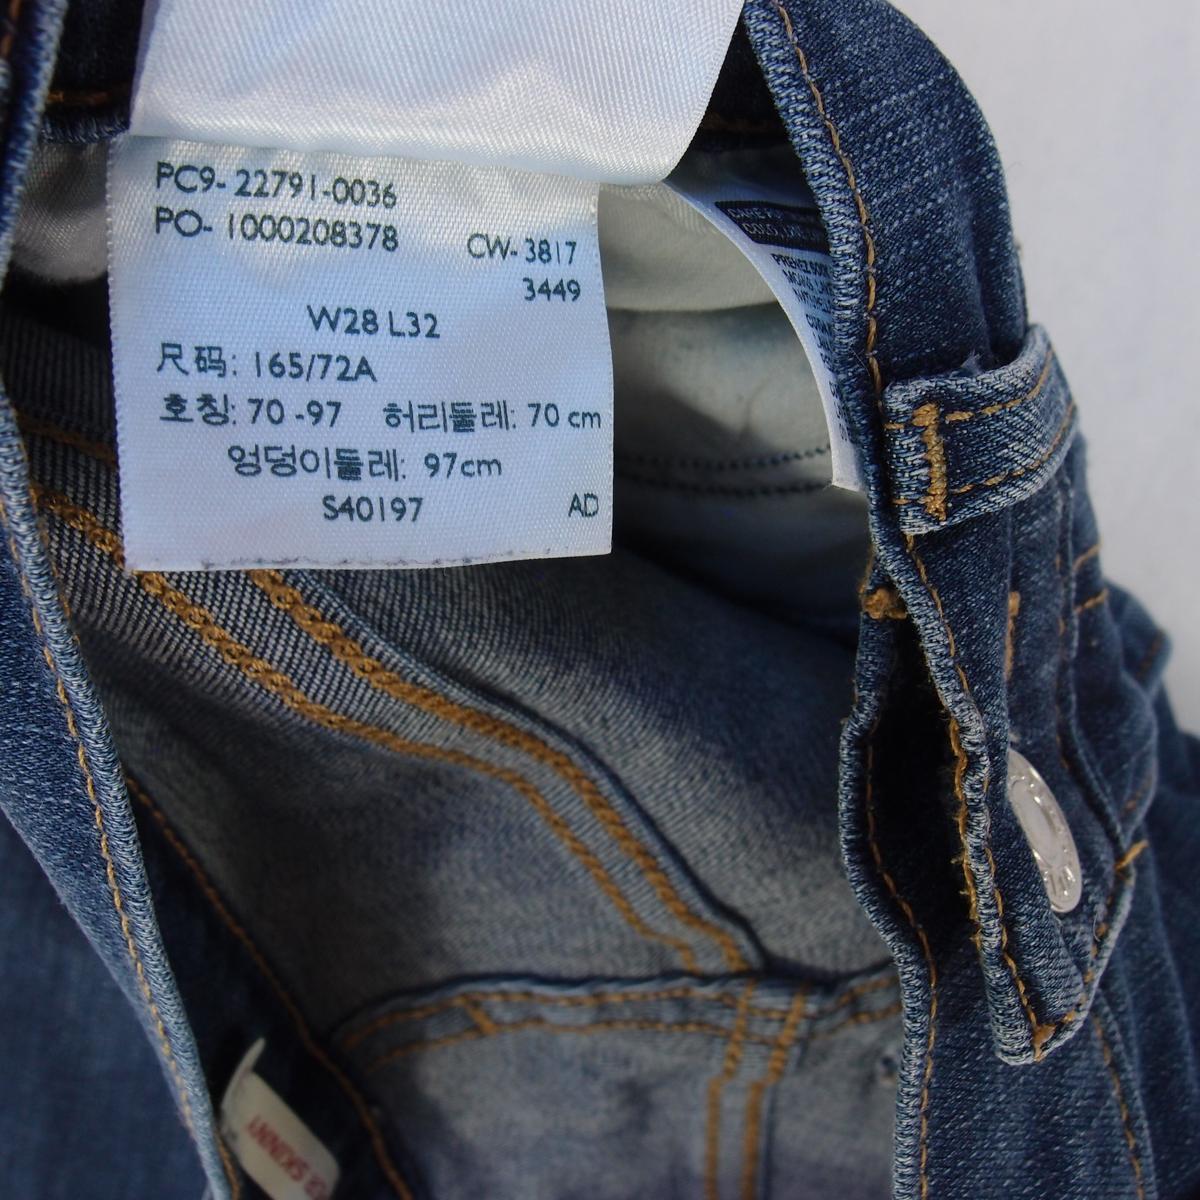 PC9- 22791-0036
PO- 1000208378
CW- 3817
3449
W28 L32
尺码: 165/72A
호칭: 70 -97 허리둘레: 70 cm
엉덩이둘레: 97cm
S40197 AD
SKINNY